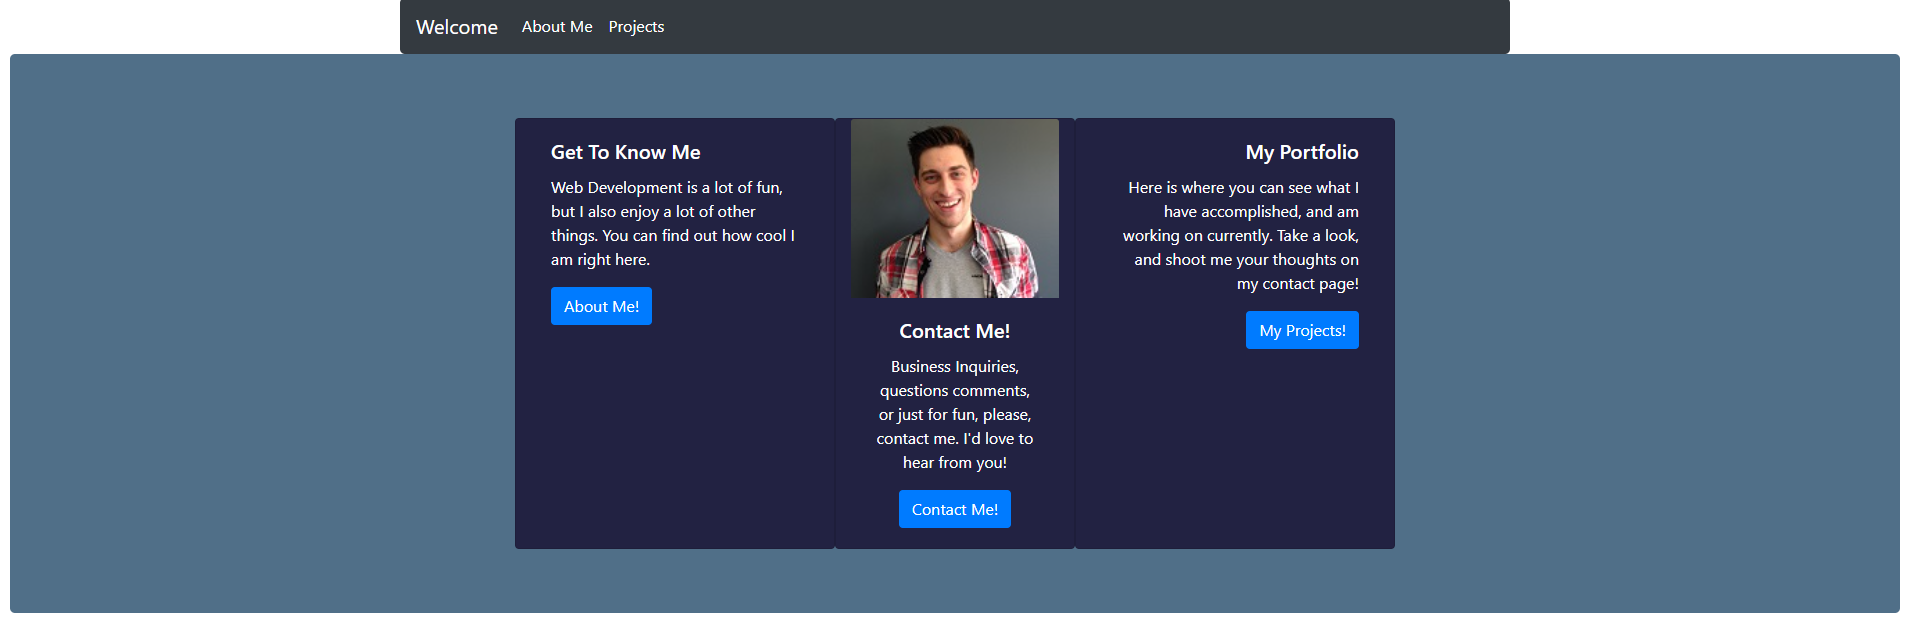 Welcome About Me Projects
Get To Know Me
Web Development is a lot of fun,
but I also enjoy a lot of other
things. You can find out how cool I
am right here.
About Me!
Contact Me!
Business Inquiries,
questions comments,
or just for fun, please,
contact me. I'd love to
hear from you!
Contact Me!
My Portfolio
Here is where you can see what I
have accomplished, and am
working on currently. Take a look,
and shoot me your thoughts on
my contact page!
My Projects!